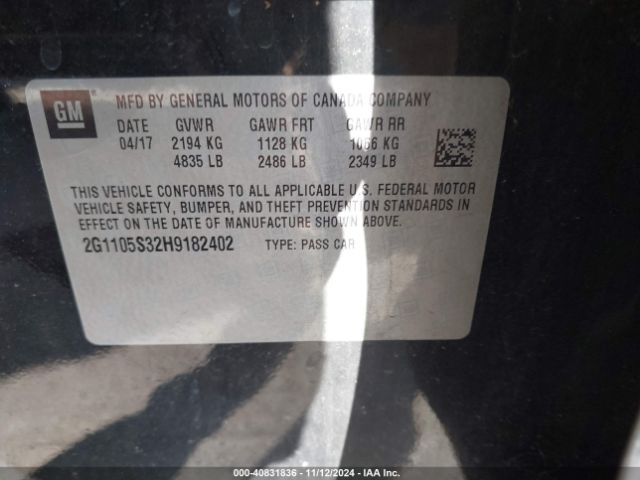 GM
MFD BY GENERAL MOTORS OF CANADA COMPANY
DATE GVWR GAWR FRT GAWR RR
04/17 2194 KG 1128 KG 1066 KG
4835 LB 2486 LB 2349 LB
THIS VEHICLE CONFORMS TO ALL APPLICABLE U.S. FEDERAL MOTOR
VEHICLE SAFETY, BUMPER, AND THEFT PREVENTION STANDARDS IN
EFFECT ON THE DATE OF MANUFACTURE SHOWN ABOVE.
2G1105S32H9182402 TYPE: PASS CAR
000-40831836 - 11/12/2024 - IAA Inc.